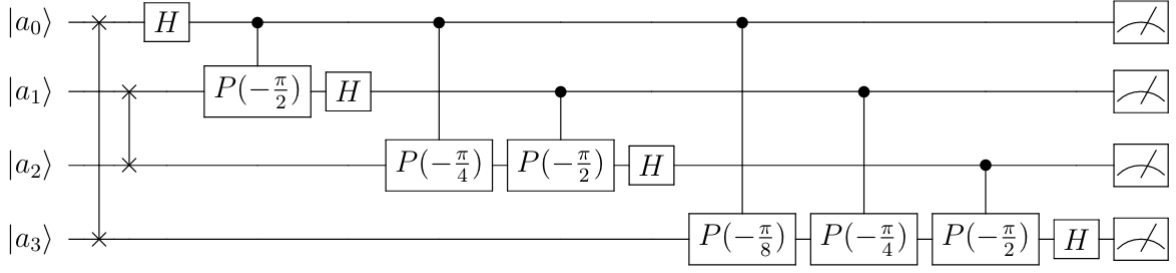 |a₀⟩ H
|a₁⟩ P(−π/2) H
|a₂⟩ P(−π/4) P(−π/2) H
|a₃⟩ P(−π/8) P(−π/4) P(−π/2) H